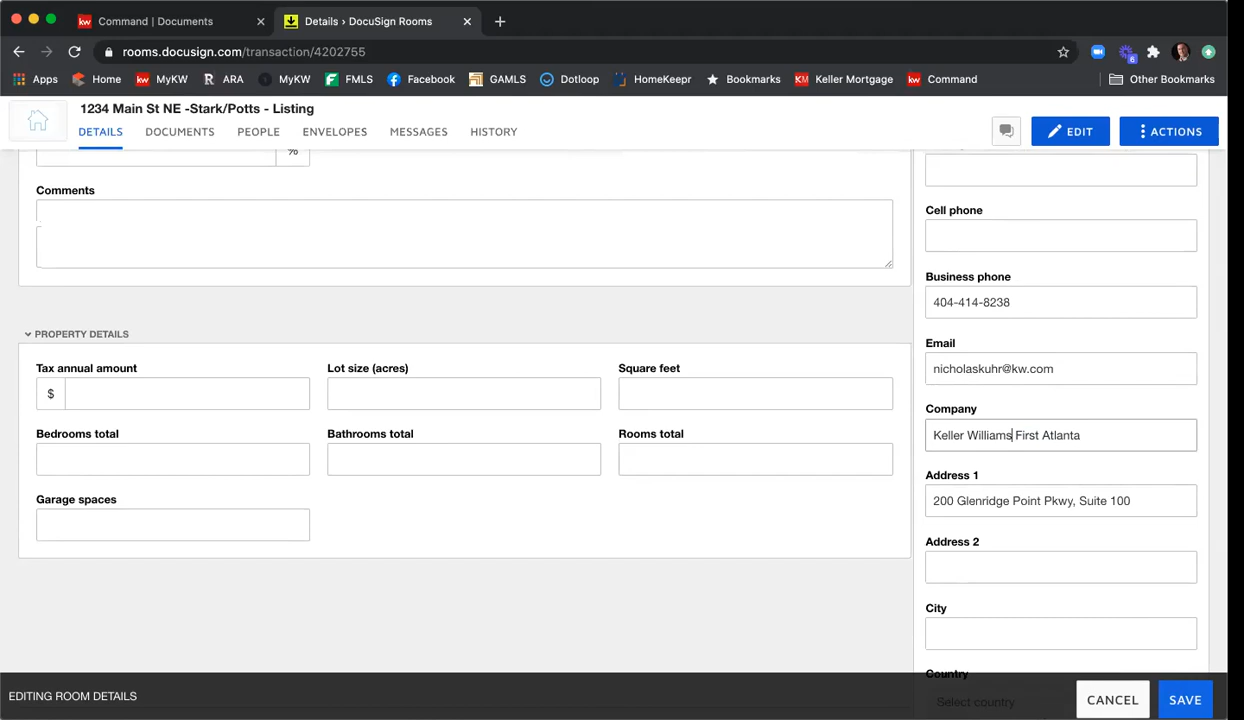 Command | Documents
Details › DocuSign Rooms
rooms.docusign.com/transaction/4202755
6
Apps
Home
kw MyKW
R ARA
MyKW
FMLS
Facebook
GAMLS
Dotloop
HomeKeepr
Bookmarks
KM Keller Mortgage
kw Command
Other Bookmarks
1234 Main St NE -Stark/Potts - Listing
DETAILS
DOCUMENTS
PEOPLE
ENVELOPES
MESSAGES
HISTORY
EDIT
ACTIONS
%
Comments
Cell phone
Business phone
404-414-8238
PROPERTY DETAILS
Tax annual amount
Lot size (acres)
Square feet
$
Bedrooms total
Bathrooms total
Rooms total
Garage spaces
Email
nicholaskuhr@kw.com
Company
Keller Williams First Atlanta
Address 1
200 Glenridge Point Pkwy, Suite 100
Address 2
City
Country
Select country
EDITING ROOM DETAILS
CANCEL
SAVE